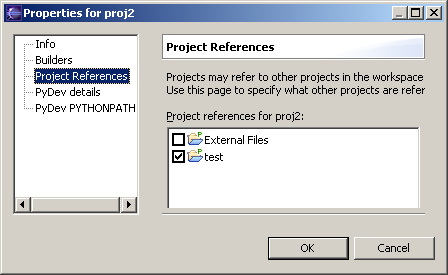 Properties for proj2
Info
Builders
Project References
PyDev details
PyDev PYTHONPATH
Project References
Projects may refer to other projects in the workspace
Use this page to specify what other projects are refer
Project references for proj2:
External Files
test
OK
Cancel